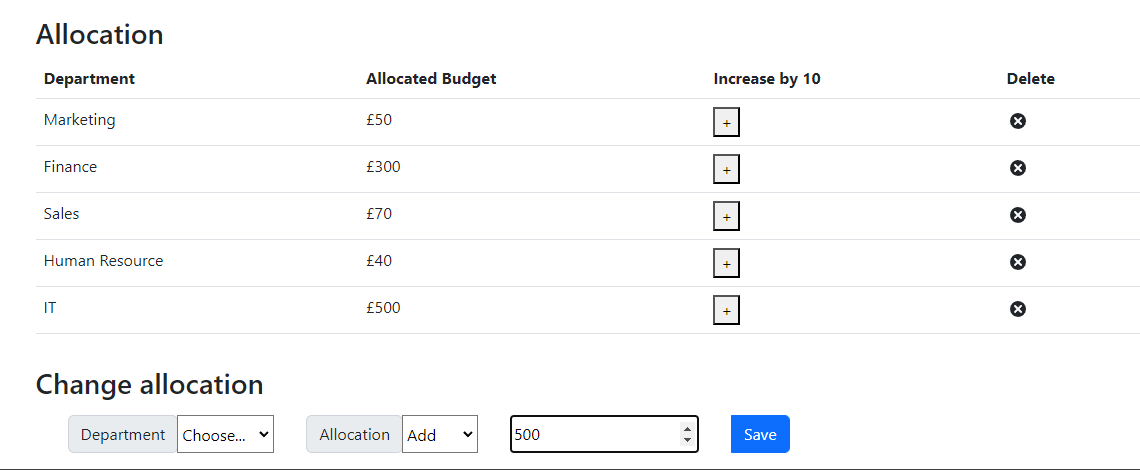 Allocation
Department Allocated Budget Increase by 10 Delete
Marketing £50 +
Finance £300 +
Sales £70 +
Human Resource £40 +
IT £500 +
Change allocation
Department Choose... Allocation Add 500 Save